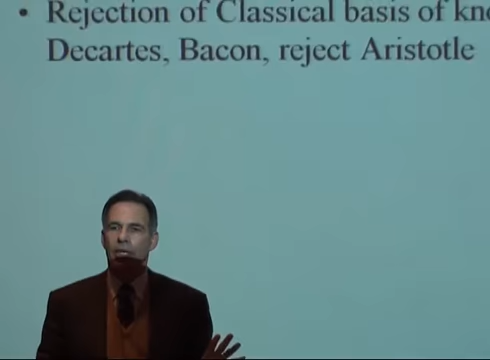 • Rejection of Classical basis of
Decartes, Bacon, reject Aristotle